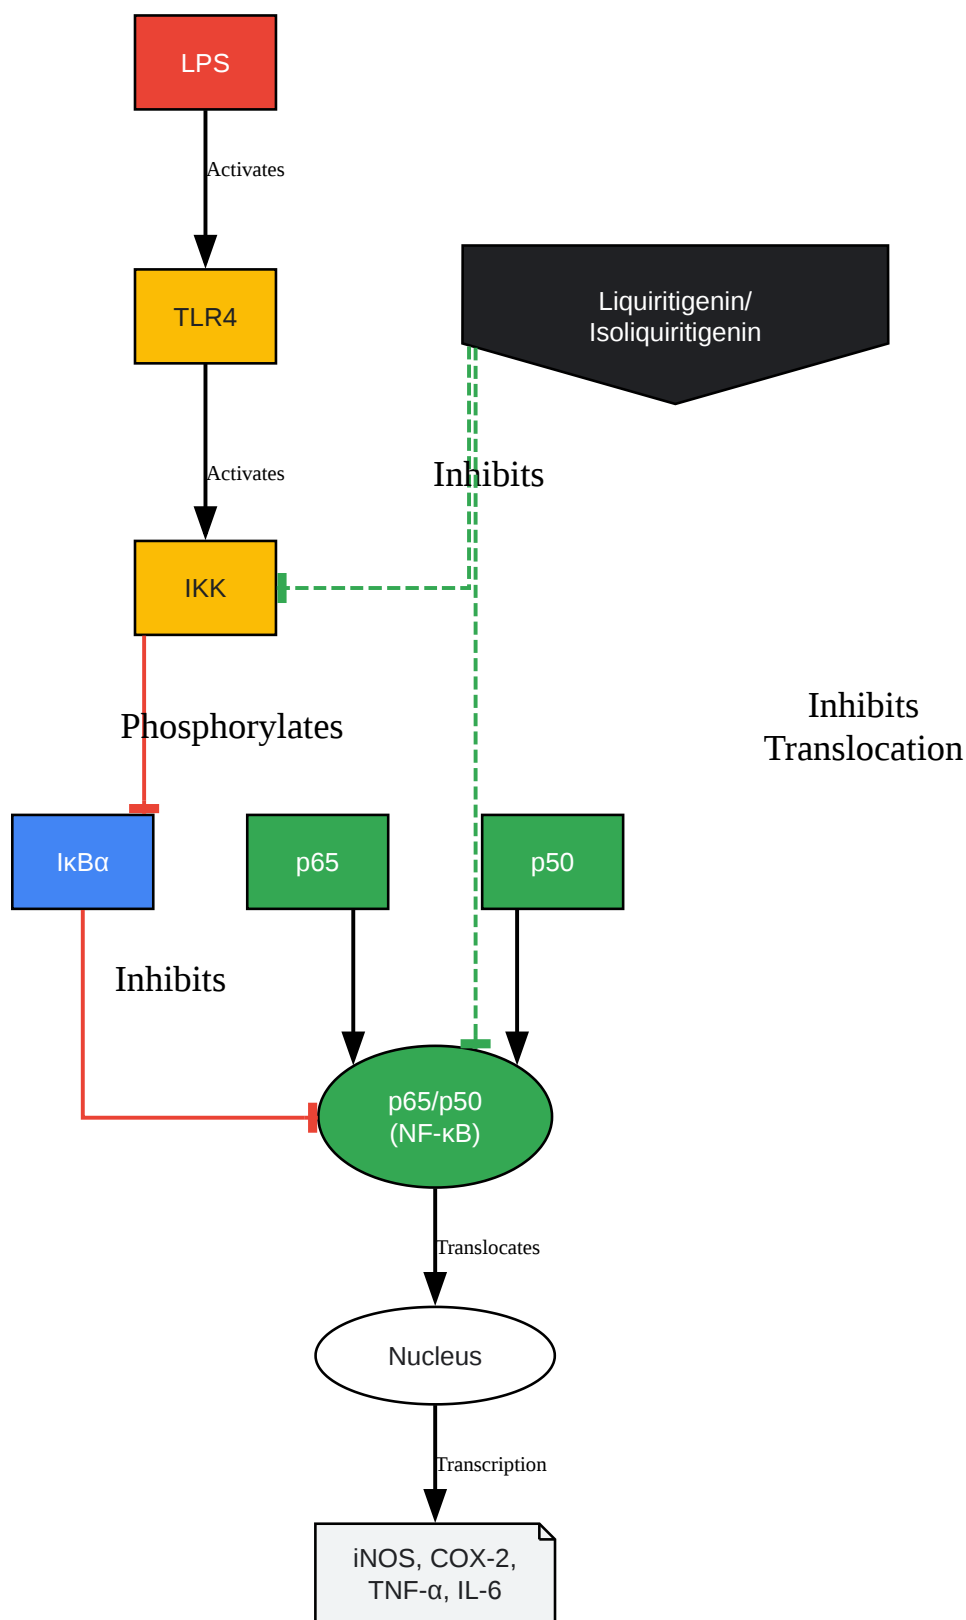 LPS
Activates
TLR4
Liquiritigenin/
Isoliquiritigenin
Activates
Inhibits
IKK
Phosphorylates
Inhibits
Translocation
IκBα
p65
p50
Inhibits
p65/p50
(NF-κB)
Translocates
Nucleus
Transcription
iNOS, COX-2,
TNF-α, IL-6